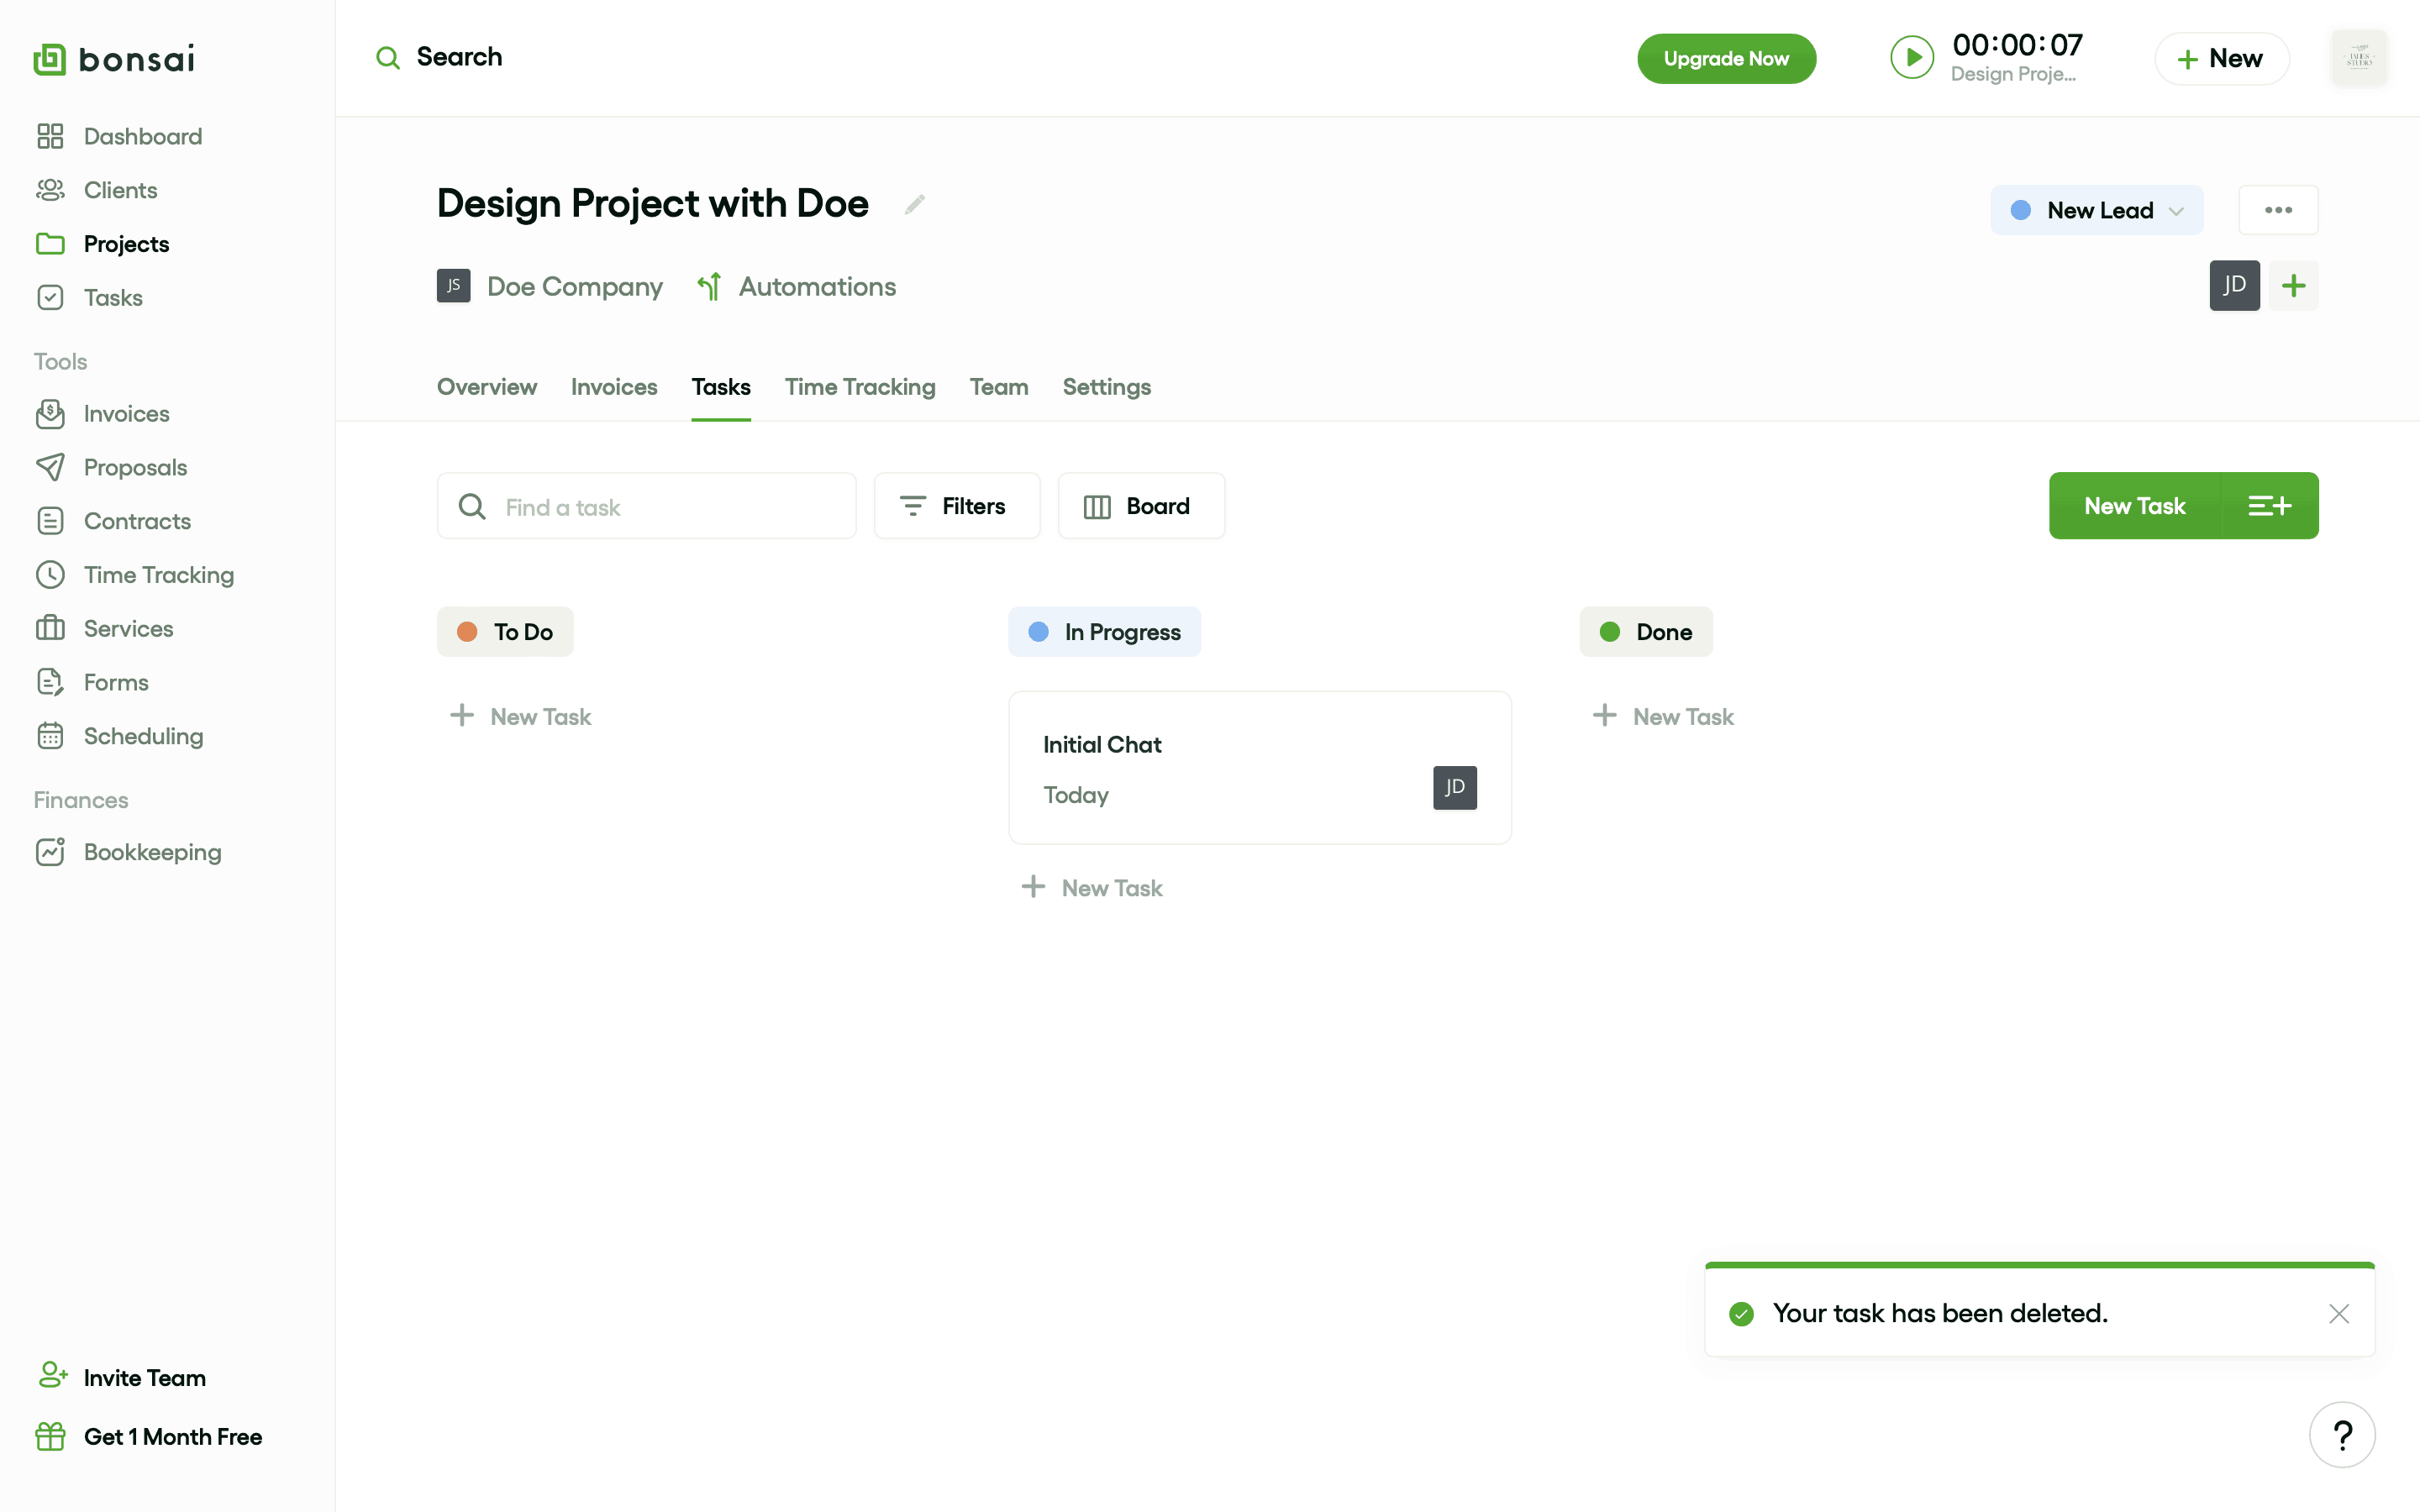 bonsai
Search
Upgrade Now
00:00:07
Design Proje...
New
Dashboard
Clients
Projects
Tasks
Tools
Invoices
Proposals
Contracts
Time Tracking
Services
Forms
Scheduling
Finances
Bookkeeping
Invite Team
Get 1 Month Free
Design Project with Doe
New Lead
JS
Doe Company
Automations
JD
Overview
Invoices
Tasks
Time Tracking
Team
Settings
Find a task
Filters
Board
New Task
To Do
New Task
In Progress
Initial Chat
Today
JD
New Task
Done
New Task
Your task has been deleted.
?